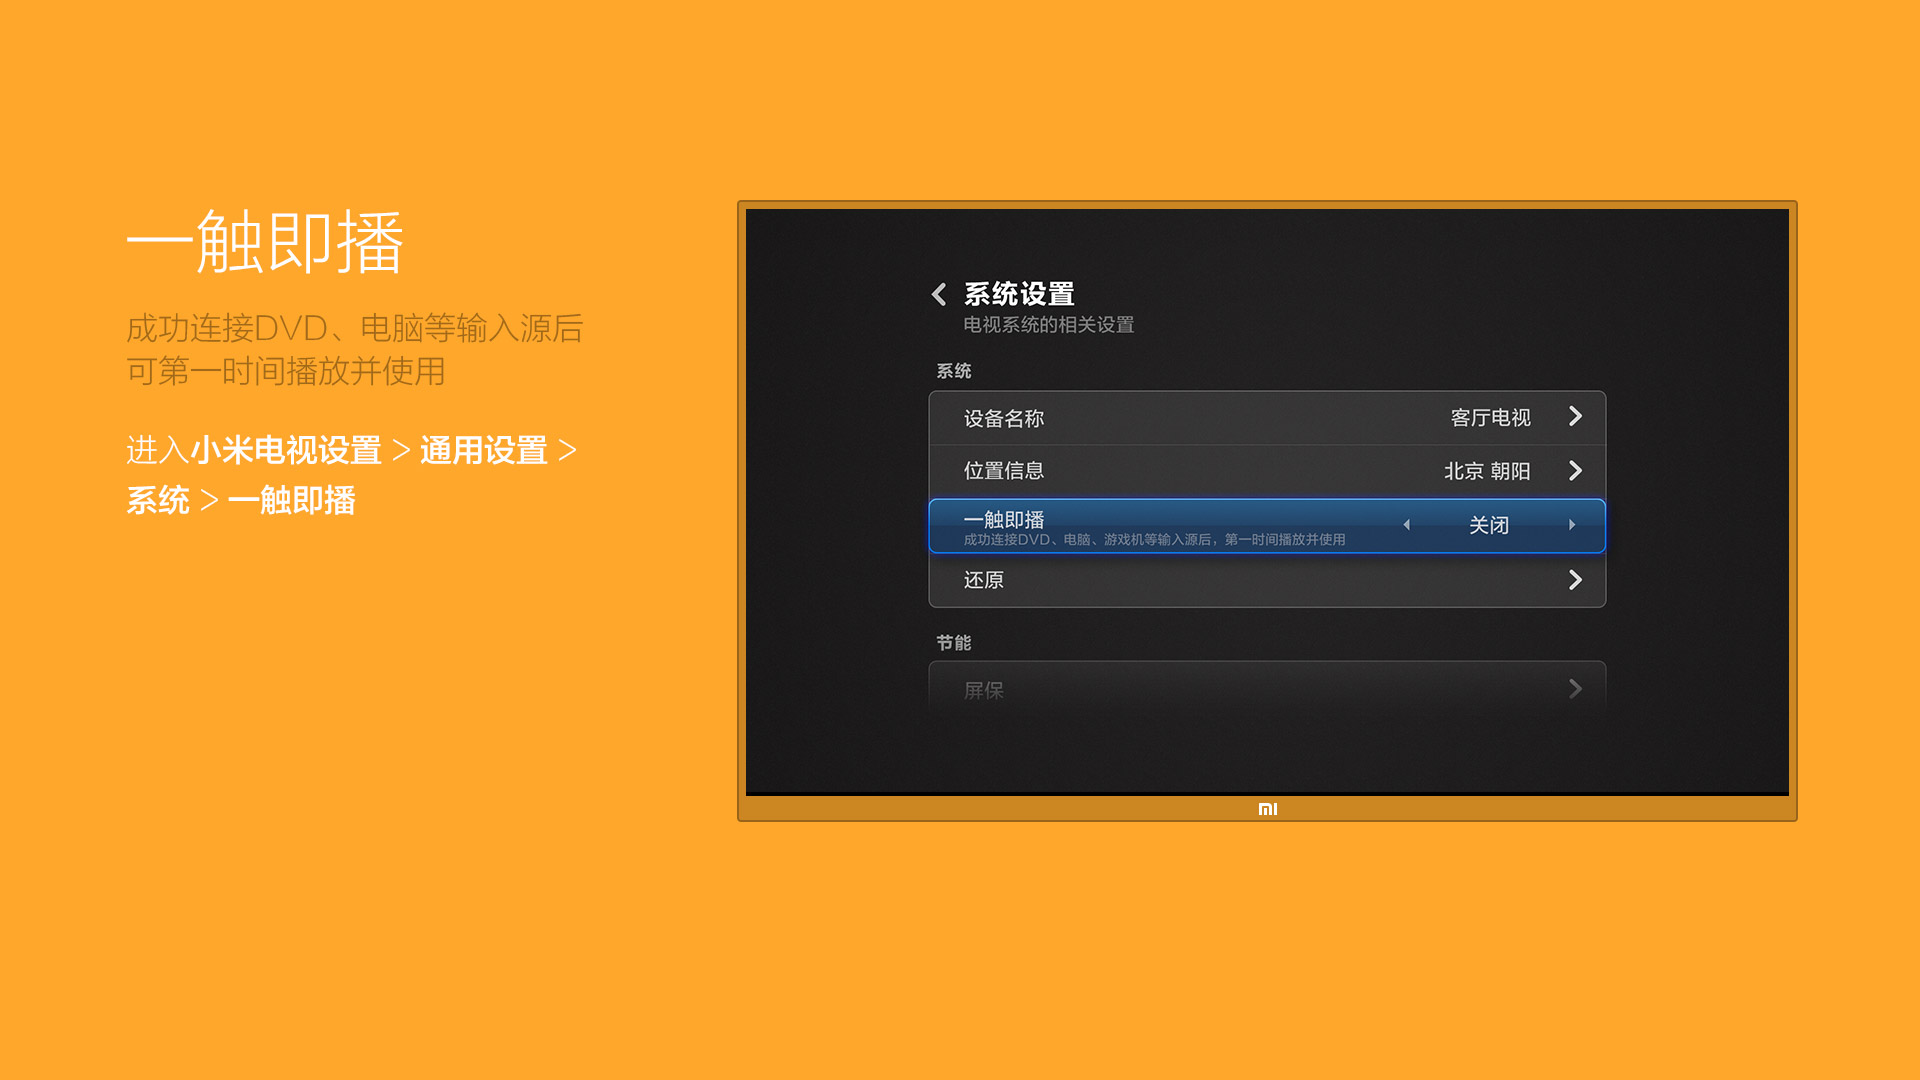 一触即播
成功连接DVD、电脑等输入源后
可第一时间播放并使用
进入小米电视设置 > 通用设置 >
系统 > 一触即播
系统设置
电视系统的相关设置
系统
设备名称 客厅电视
位置信息 北京 朝阳
一触即播 关闭
成功连接DVD、电脑、游戏机等输入源后，第一时间播放并使用
还原
节能
屏保
mi